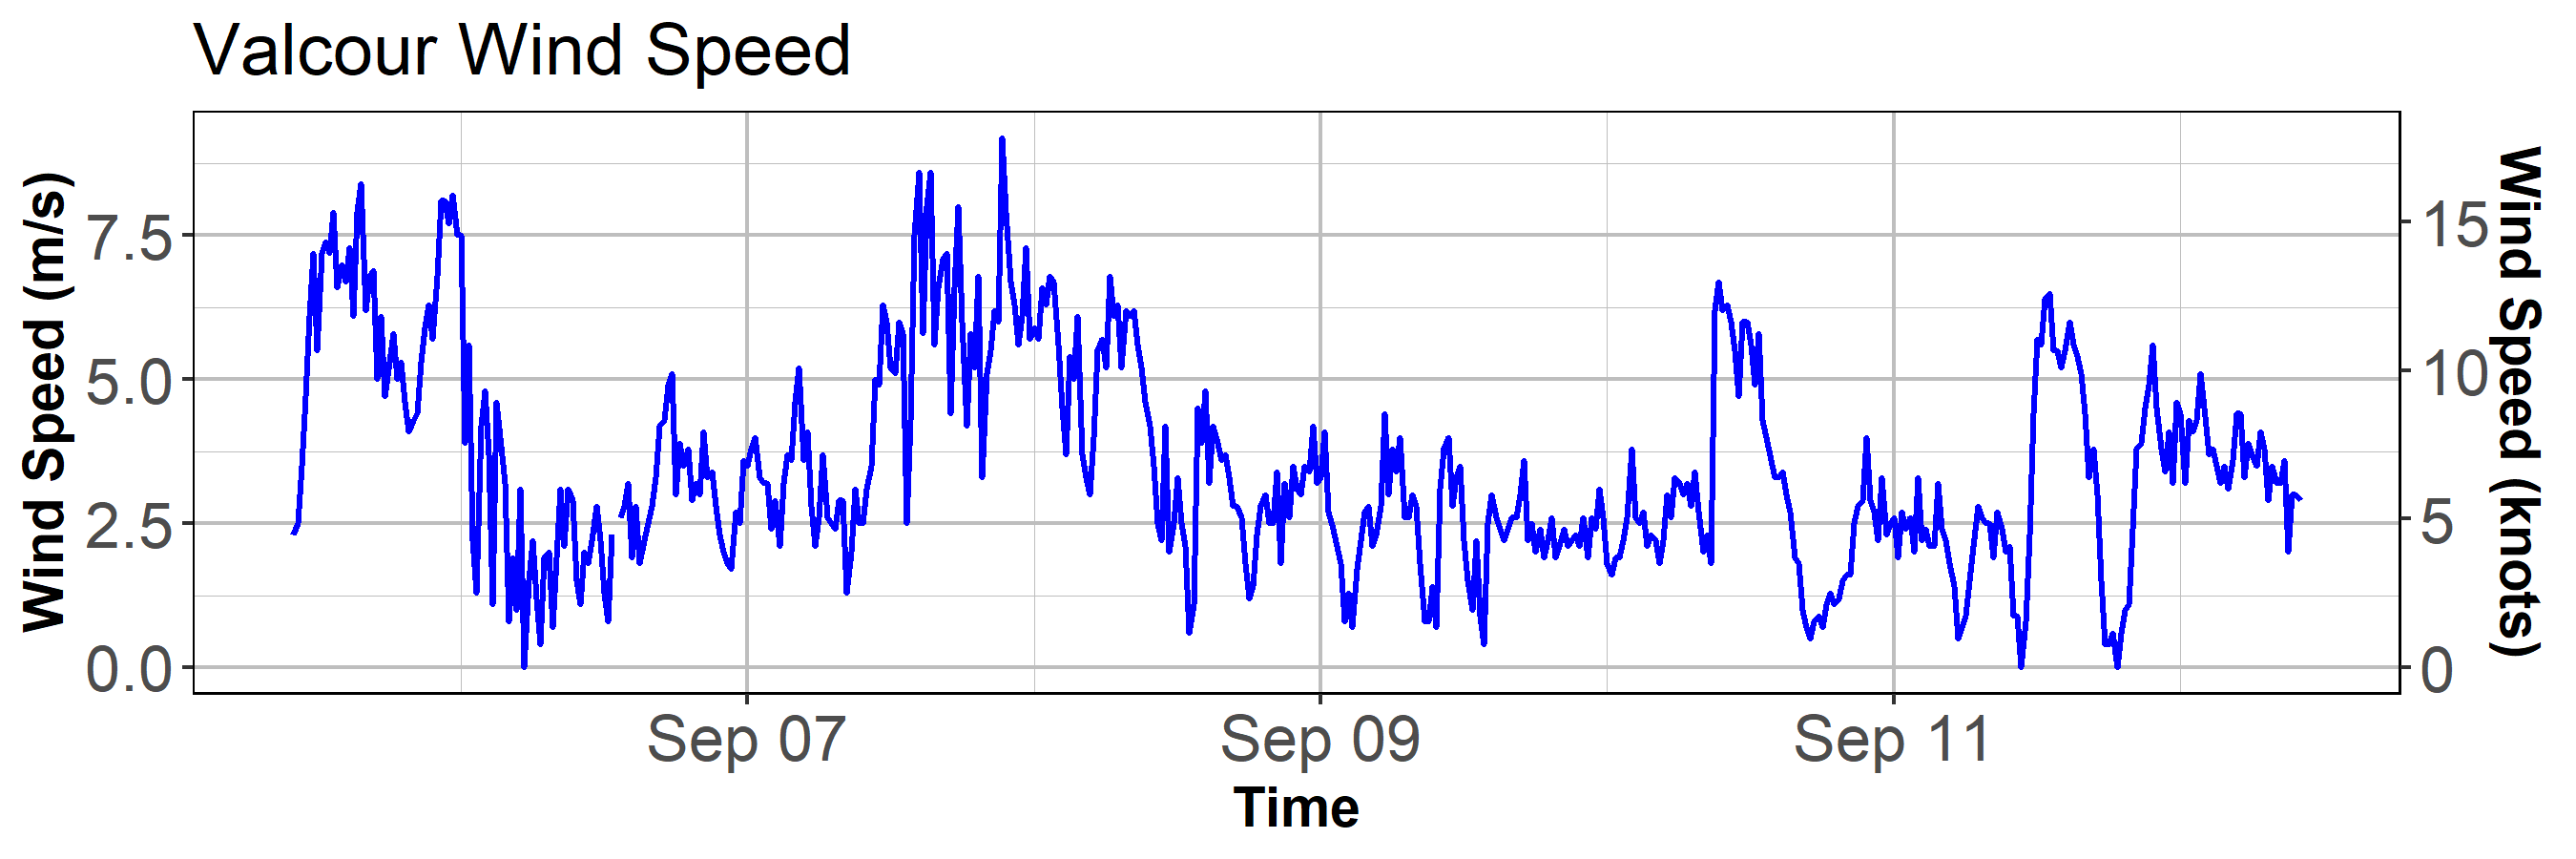 Valcour Wind Speed
Wind Speed (m/s)
7.5
5.0
2.5
0.0
15
10
5
0
Wind Speed (knots)
Sep 07
Sep 09
Sep 11
Time